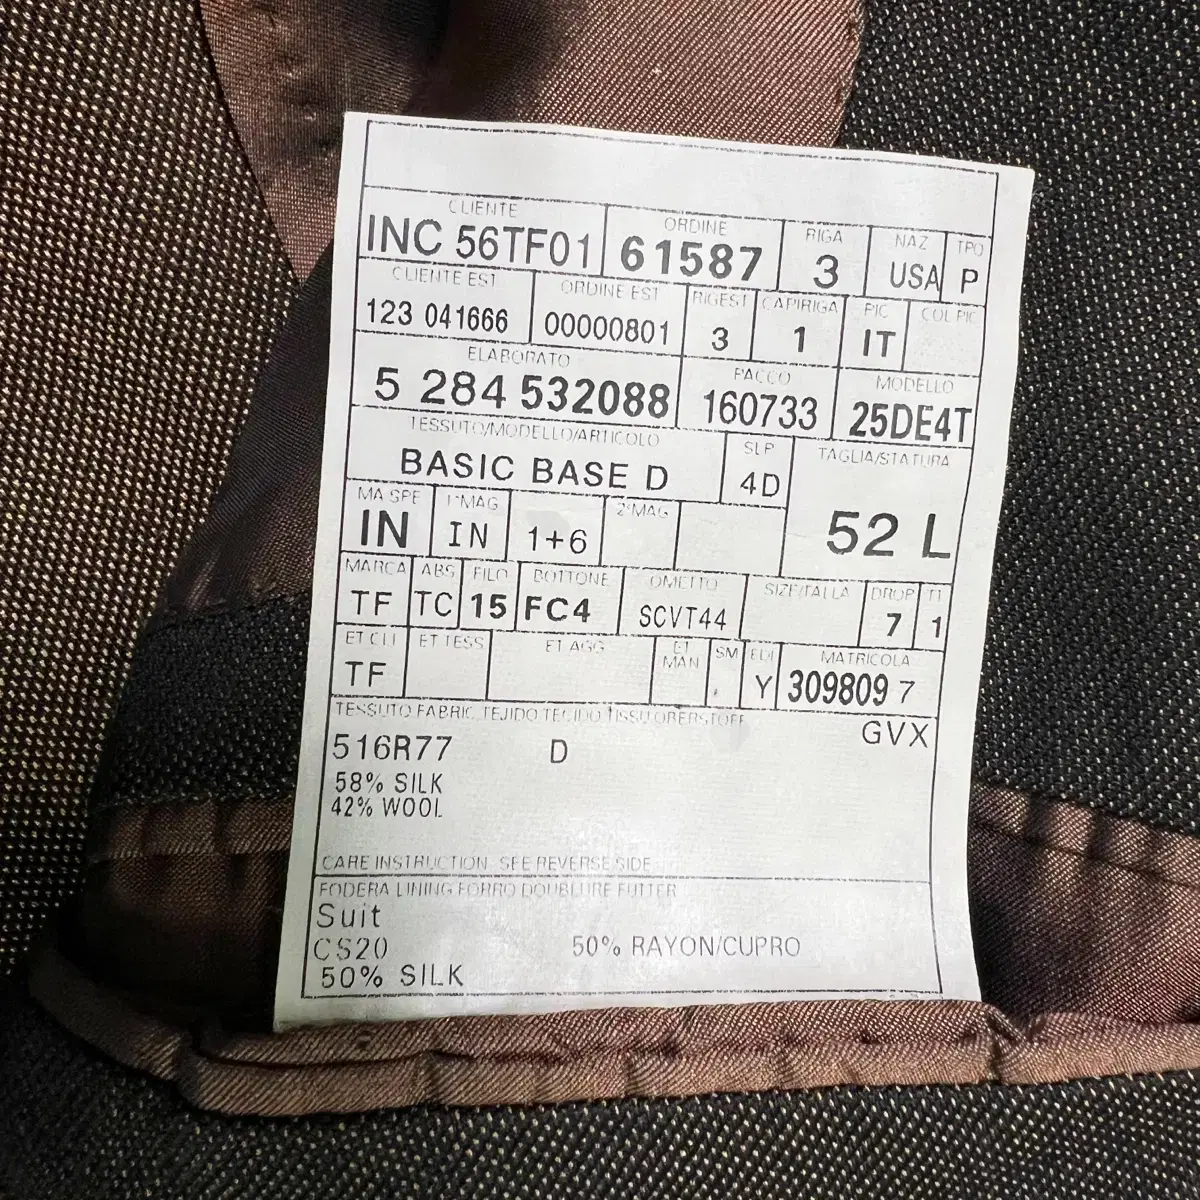 CLIENTE ORDINE RIGA NAZ TPO
INC 56TF01 61587 3 USA P
CLIENTE EST ORDINE EST RIGEST CAPIRIGA PIC COL PIC
123 041666 00000801 3 1 IT
ELABORATO PACCO MODELLO
5 284 532088 160733 25DE4T
TESSUTO/MODELLO/ARTICOLO SLP TAGLIA/STATURA
BASIC BASE D 4D 52 L
MA SPE 1°MAG 2°MAG
IN IN 1+6
MARCA ABS FILO BOTTONE OMETTO SIZE/TALLA DROP T1
TF TC 15 FC4 SCVT44 7 1
ET CLI ET TESS ET AGG ET MAN SM EDI MATRICOLA
TF Y 309809 7
TESSUTO FABRIC TEJIDO TECIDO TISSU OBERSTOFF
516R77 D GVX
58% SILK
42% WOOL
CARE INSTRUCTION SEE REVERSE SIDE
FODERA LINING FORRO DOUBLURE FUTTER
Suit
CS20 50% RAYON/CUPRO
50% SILK